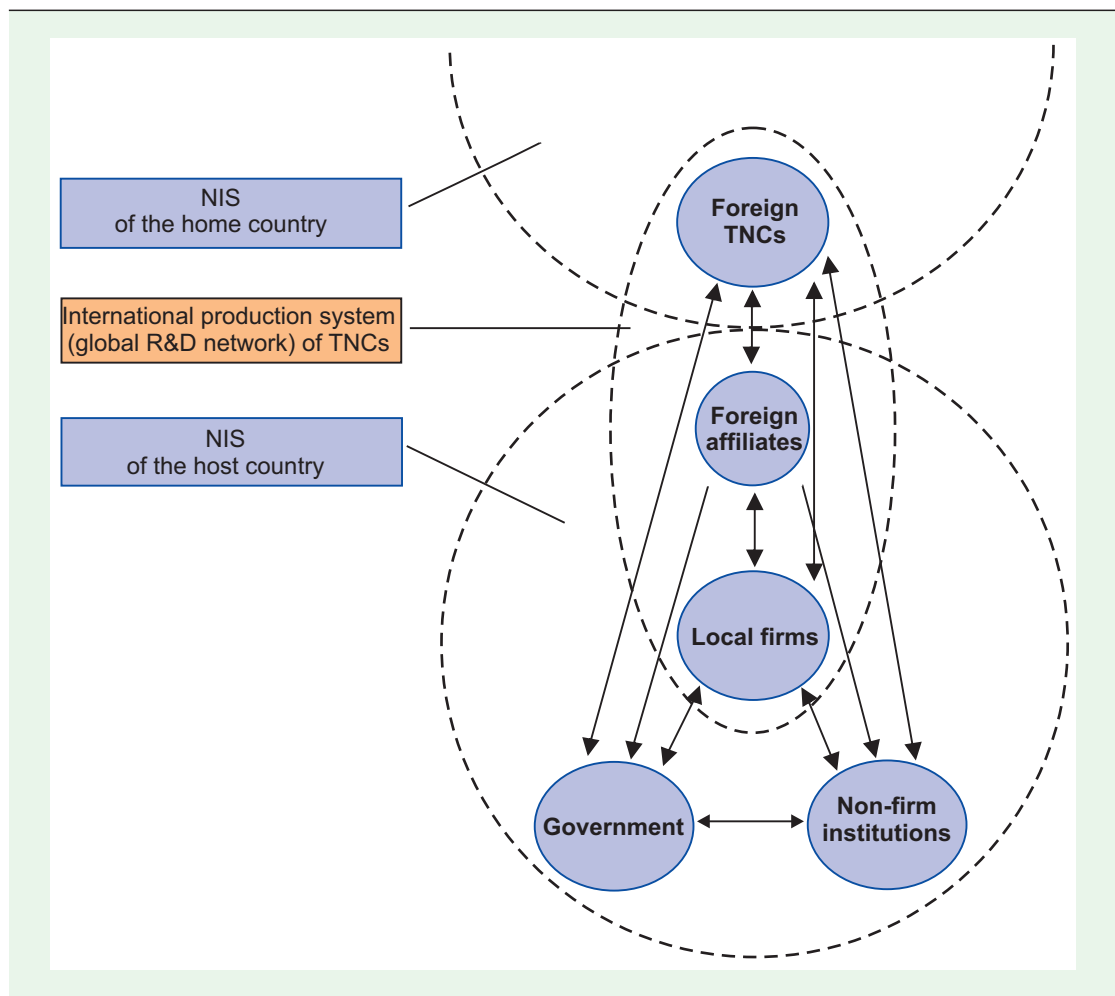 NIS
of the home country
International production system
(global R&D network) of TNCs
NIS
of the host country
Foreign
TNCs
Foreign
affiliates
Local firms
Government
Non-firm
institutions